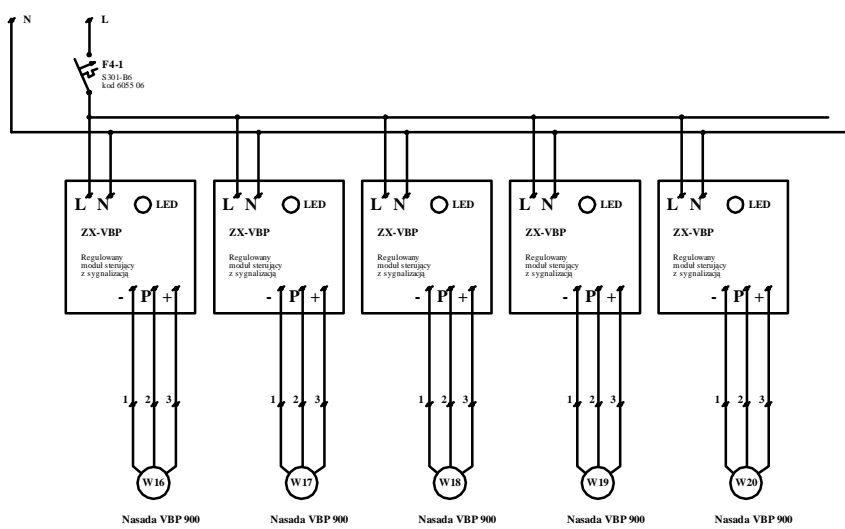 N L
F4-1
S301-B6
kod 6055 06
L N LED
ZX-VBP
Regulowany
moduł sterujący
z sygnalizacją
- P +
1 2 3
W16
Nasada VBP 900
L N LED
ZX-VBP
Regulowany
moduł sterujący
z sygnalizacją
- P +
1 2 3
W17
Nasada VBP 900
L N LED
ZX-VBP
Regulowany
moduł sterujący
z sygnalizacją
- P +
1 2 3
W18
Nasada VBP 900
L N LED
ZX-VBP
Regulowany
moduł sterujący
z sygnalizacją
- P +
1 2 3
W19
Nasada VBP 900
L N LED
ZX-VBP
Regulowany
moduł sterujący
z sygnalizacją
- P +
1 2 3
W20
Nasada VBP 900